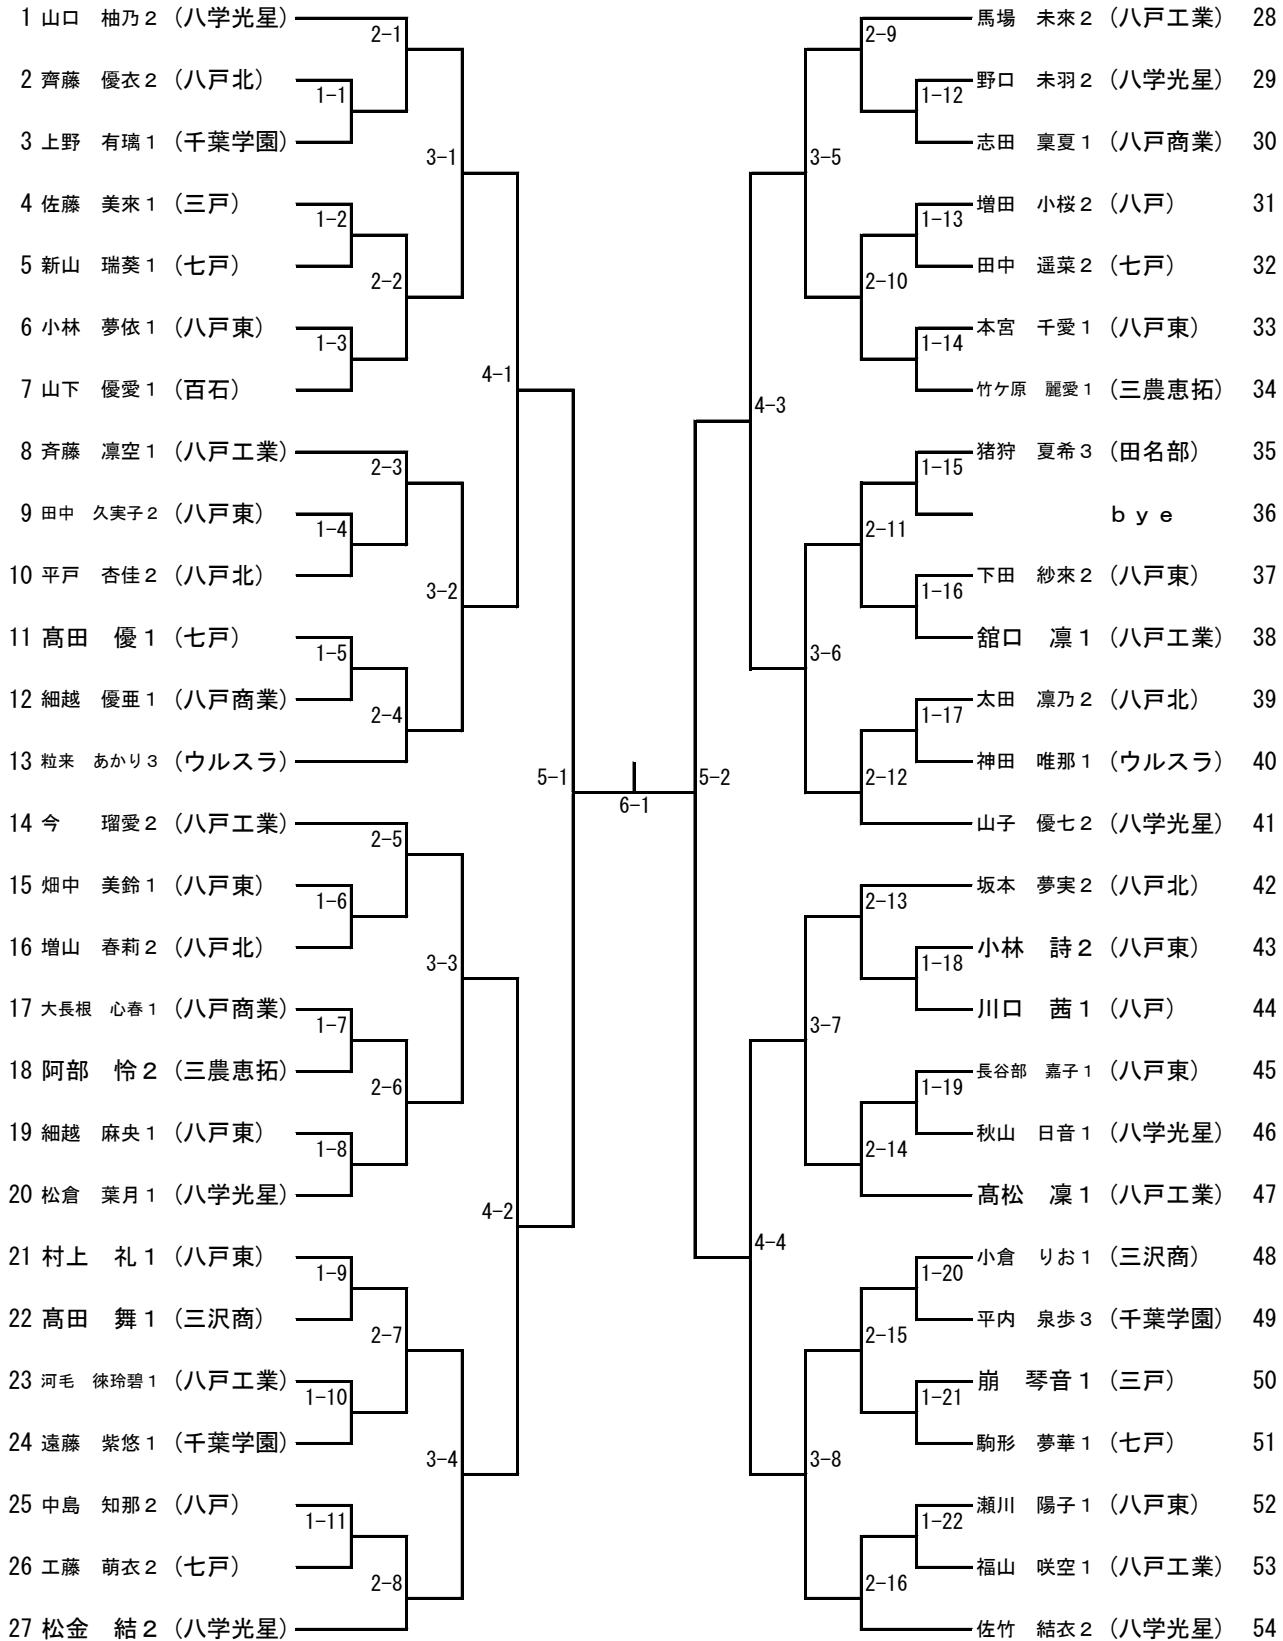 1 山口　柚乃２（八学光星）
2-1
2 齊藤　優衣２（八戸北）
1-1
3 上野　有璃１（千葉学園）
3-1
4 佐藤　美來１（三戸）
1-2
5 新山　瑞葵１（七戸）
2-2
6 小林　夢依１（八戸東）
1-3
7 山下　優愛１（百石）
4-1
8 斉藤　凛空１（八戸工業）
2-3
9 田中　久実子２（八戸東）
1-4
10 平戸　杏佳２（八戸北）
3-2
11 髙田　優１（七戸）
1-5
12 細越　優亜１（八戸商業）
2-4
13 粒来　あかり３（ウルスラ）
5-1
14 今　瑠愛２（八戸工業）
2-5
15 畑中　美鈴１（八戸東）
1-6
16 増山　春莉２（八戸北）
3-3
17 大長根　心春１（八戸商業）
1-7
18 阿部　怜２（三農恵拓）
2-6
19 細越　麻央１（八戸東）
1-8
20 松倉　葉月１（八学光星）
4-2
21 村上　礼１（八戸東）
1-9
22 髙田　舞１（三沢商）
2-7
23 河毛　徠玲碧１（八戸工業）
1-10
24 遠藤　紫悠１（千葉学園）
3-4
25 中島　知那２（八戸）
1-11
26 工藤　萌衣２（七戸）
2-8
27 松金　結２（八学光星）
6-1
馬場　未來２（八戸工業） 28
2-9
野口　未羽２（八学光星） 29
1-12
志田　稟夏１（八戸商業） 30
3-5
増田　小桜２（八戸） 31
1-13
田中　遥菜２（七戸） 32
2-10
本宮　千愛１（八戸東） 33
1-14
竹ケ原　麗愛１（三農恵拓） 34
4-3
猪狩　夏希３（田名部） 35
1-15
ｂｙｅ 36
2-11
下田　紗來２（八戸東） 37
1-16
舘口　凛１（八戸工業） 38
3-6
太田　凛乃２（八戸北） 39
1-17
神田　唯那１（ウルスラ） 40
5-2
2-12
山子　優七２（八学光星） 41
坂本　夢実２（八戸北） 42
2-13
小林　詩２（八戸東） 43
1-18
川口　茜１（八戸） 44
3-7
長谷部　嘉子１（八戸東） 45
1-19
秋山　日音１（八学光星） 46
2-14
髙松　凜１（八戸工業） 47
4-4
小倉　りお１（三沢商） 48
1-20
平内　泉歩３（千葉学園） 49
2-15
崩　琴音１（三戸） 50
1-21
駒形　夢華１（七戸） 51
3-8
瀬川　陽子１（八戸東） 52
1-22
福山　咲空１（八戸工業） 53
2-16
佐竹　結衣２（八学光星） 54